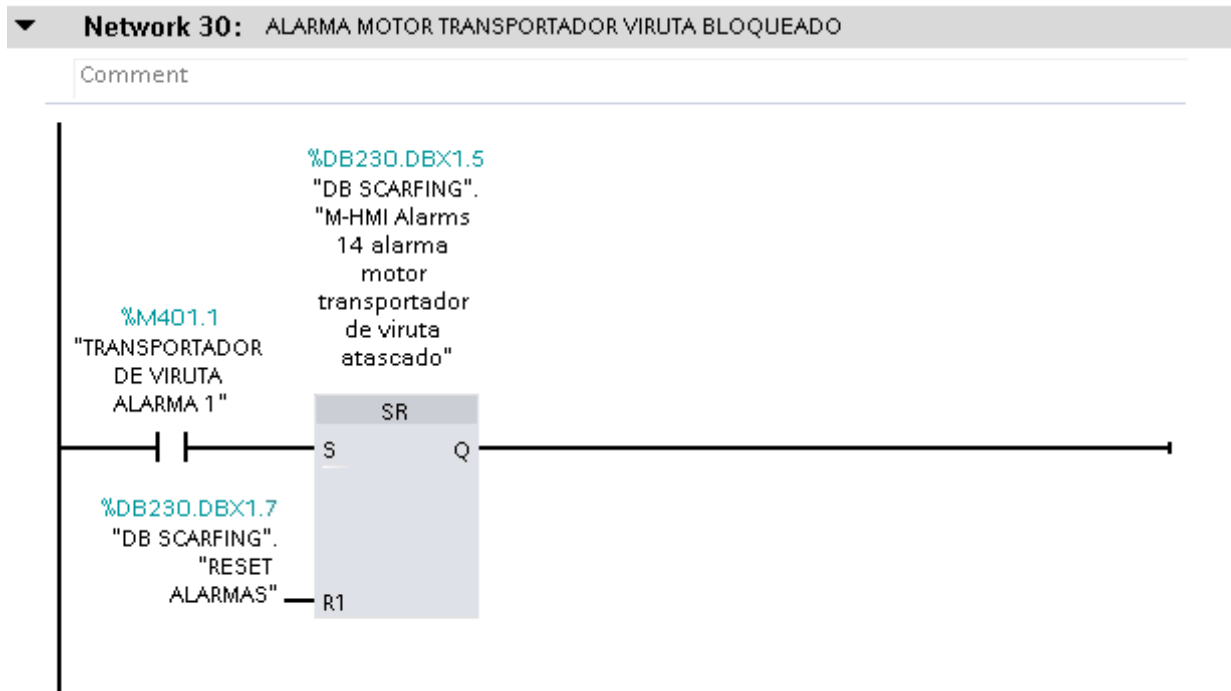 Network 30: ALARMA MOTOR TRANSPORTADOR VIRUTA BLOQUEADO
Comment
%DB230.DBX1.5
"DB SCARFING".
"M-HMI Alarms
14 alarma
motor
transportador
de viruta
atascado"
%M401.1
"TRANSPORTADOR
DE VIRUTA
ALARMA 1"
SR
S Q
%DB230.DBX1.7
"DB SCARFING".
"RESET
ALARMAS"
R1